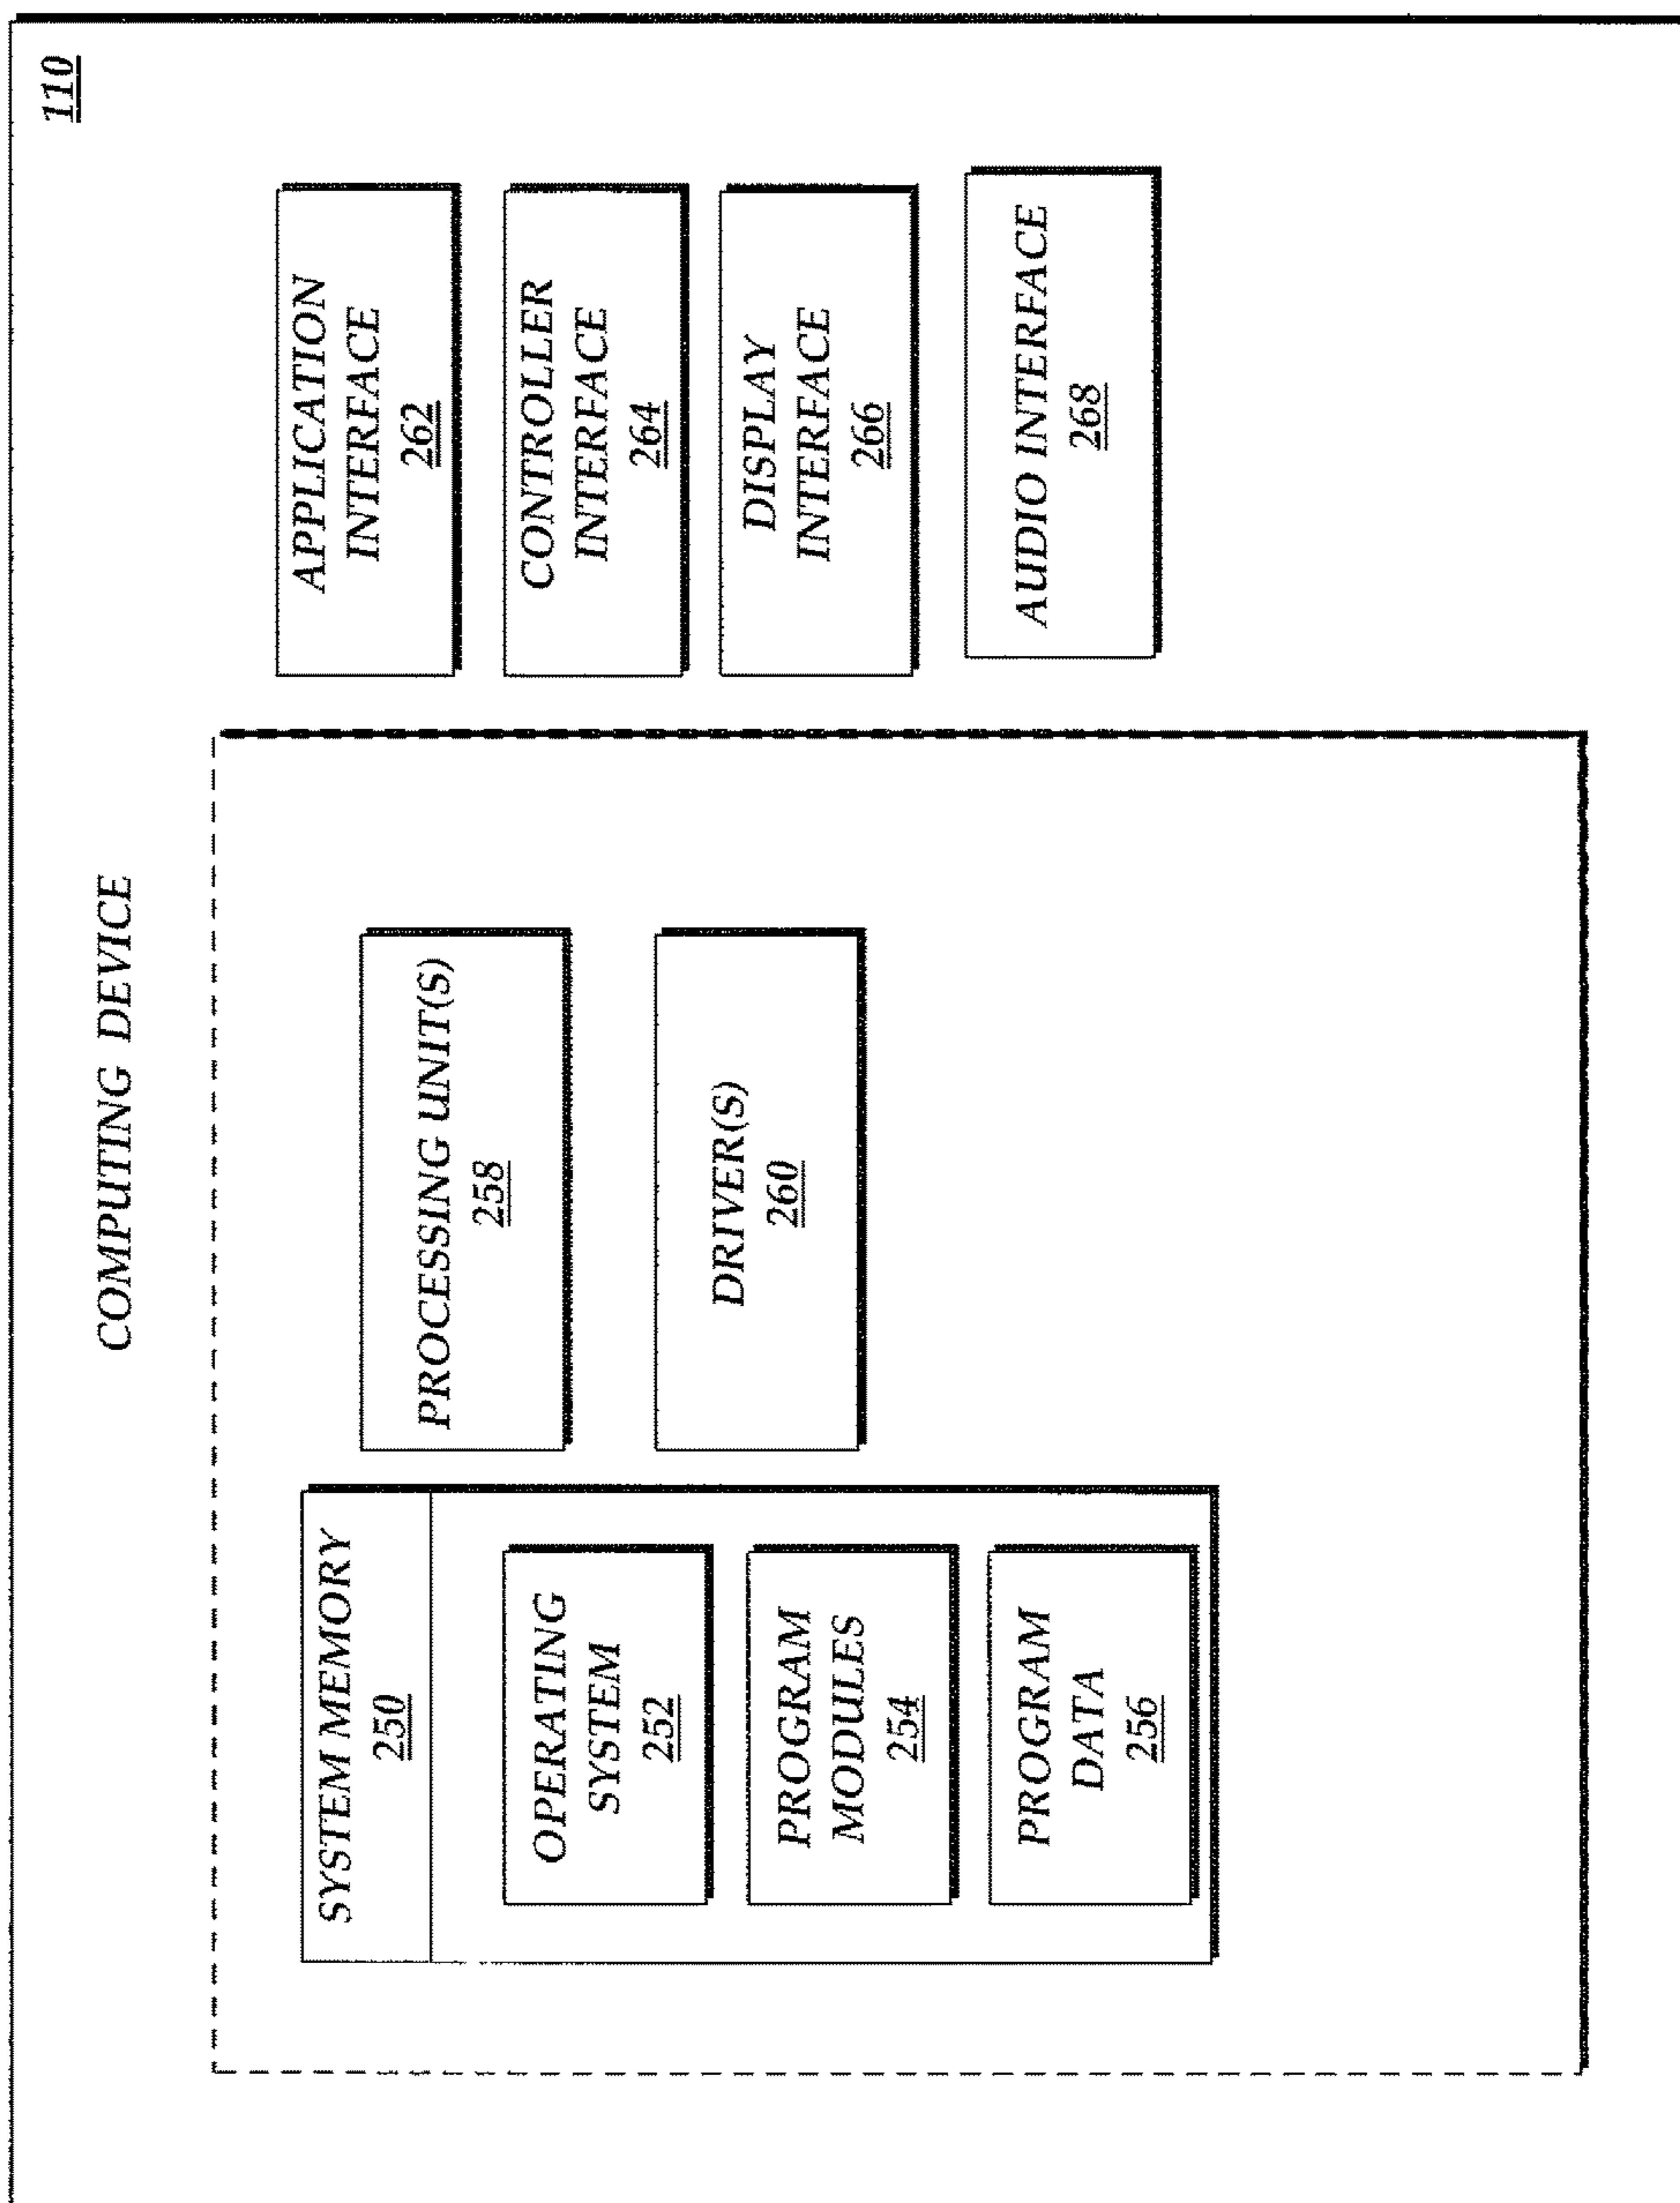 110
COMPUTING DEVICE
SYSTEM MEMORY
250
OPERATING
SYSTEM
252
PROGRAM
MODULES
254
PROGRAM
DATA
256
PROCESSING UNIT(S)
258
DRIVER(S)
260
APPLICATION
INTERFACE
262
CONTROLLER
INTERFACE
264
DISPLAY
INTERFACE
266
AUDIO INTERFACE
268